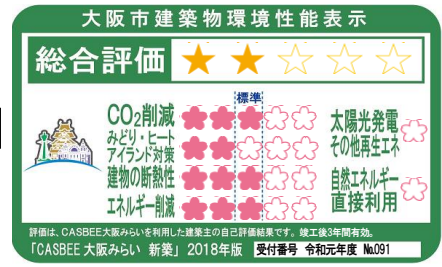 大阪市建築物環境性能表示
総合評価
標準
CO2削減
みどり・ヒート
アイランド対策
建物の断熱性
エネルギー削減
太陽光発電
その他再生エネ
自然エネルギー
直接利用
評価は、CASBEE大阪みらいを利用した建築主の自己評価結果です。竣工後3年間有効。
「CASBEE大阪みらい 新築」2018年版 受付番号 令和元年度 №091